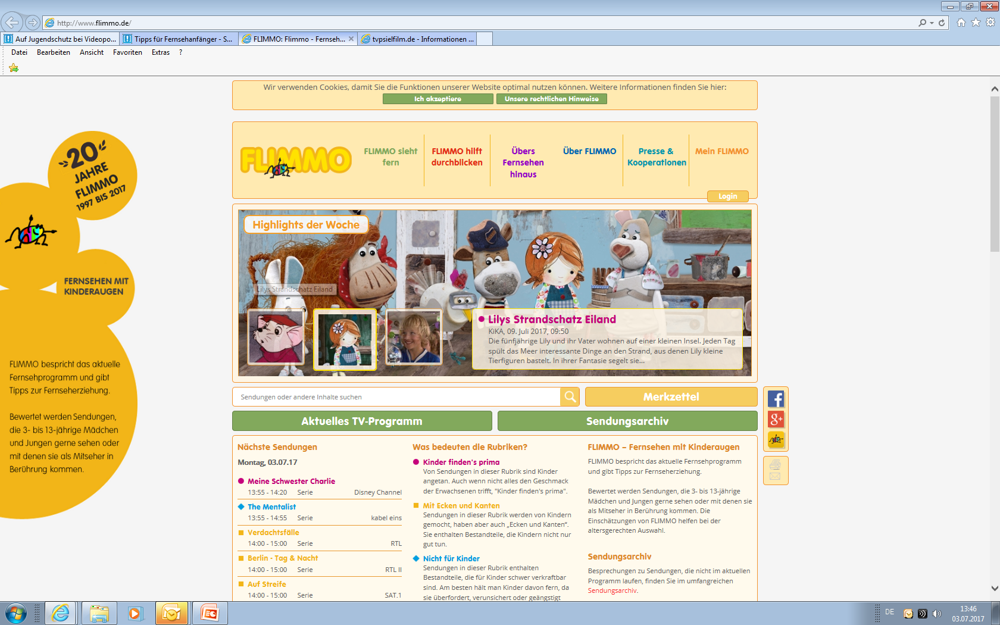 http://www.flimmo.de/
Auf Jugendschutz bei Videopo...
Tipps für Fernsehanfänger - S...
FLIMMO: Flimmo - Fernseh...
tvpsielfilm.de - Informationen ...
Datei Bearbeiten Ansicht Favoriten Extras ?
Wir verwenden Cookies, damit Sie die Funktionen unserer Website optimal nutzen können. Weitere Informationen finden Sie hier:
Ich akzeptiere
Unsere rechtlichen Hinweise
20
JAHRE
FLIMMO
1997 BIS 2017
FERNSEHEN MIT
KINDERAUGEN
FLIMMO bespricht das aktuelle
Fernsehprogramm und gibt
Tipps zur Fernseherziehung.
Bewertet werden Sendungen,
die 3- bis 13-jährige Mädchen
und Jungen gerne sehen oder
mit denen sie als Mitseher in
Berührung kommen.
FLIMMO
FLIMMO sieht
fern
FLIMMO hilft
durchblicken
Übers
Fernsehen
hinaus
Über FLIMMO
Presse &
Kooperationen
Mein FLIMMO
Login
Highlights der Woche
Lilys Strandschatz Eiland
Lilys Strandschatz Eiland
KiKA, 09. Juli 2017, 09:50
Die fünfjährige Lily und ihr Vater wohnen auf einer kleinen Insel. Jeden Tag
spült das Meer interessante Dinge an den Strand, aus denen Lily kleine
Tierfiguren bastelt. In ihrer Fantasie segelt sie...
Sendungen oder andere Inhalte suchen
Merkzettel
Aktuelles TV-Programm
Sendungsarchiv
f
g+
Nächste Sendungen
Montag, 03.07.17
Meine Schwester Charlie
13:55 - 14:20 Serie Disney Channel
The Mentalist
13:55 - 14:55 Serie kabel eins
Verdachtsfälle
14:00 - 15:00 Serie RTL
Berlin - Tag & Nacht
14:00 - 15:00 Serie RTL II
Auf Streife
14:00 - 15:00 Serie SAT.1
Was bedeuten die Rubriken?
Kinder finden's prima
Von Sendungen in dieser Rubrik sind Kinder
angetan. Auch wenn nicht alles den Geschmack
der Erwachsenen trifft, "Kinder finden's prima".
Mit Ecken und Kanten
Sendungen in dieser Rubrik werden von Kindern
gemocht, haben aber auch „Ecken und Kanten“.
Sie enthalten Bestandteile, die Kindern nicht nur
gut tun.
Nicht für Kinder
Sendungen in dieser Rubrik enthalten
Bestandteile, die für Kinder schwer verkraftbar
sind. Am besten hält man Kinder davon fern, da
sie überfordert, verunsichert oder geängstigt
FLIMMO – Fernsehen mit Kinderaugen
FLIMMO bespricht das aktuelle Fernsehprogramm
und gibt Tipps zur Fernseherziehung.
Bewertet werden Sendungen, die 3- bis 13-jährige
Mädchen und Jungen gerne sehen oder mit denen sie
als Mitseher in Berührung kommen. Die
Einschätzungen von FLIMMO helfen bei der
altersgerechten Auswahl.
Sendungsarchiv
Besprechungen zu Sendungen, die nicht im aktuellen
Programm laufen, finden Sie im umfangreichen
Sendungsarchiv.
DE
13:46
03.07.2017